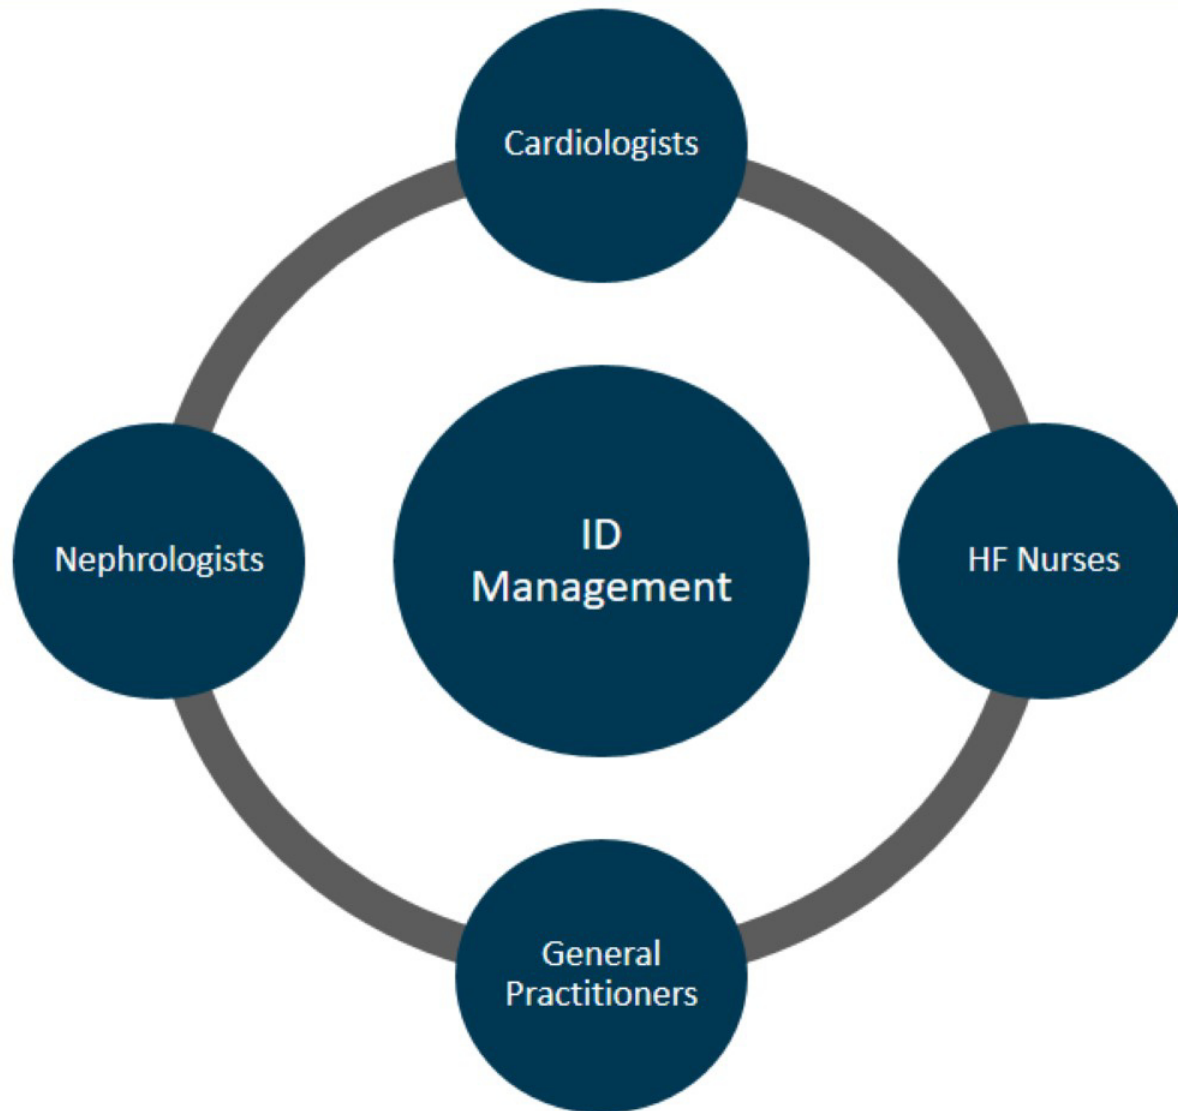 Cardiologists
Nephrologists
ID
Management
HF Nurses
General
Practitioners